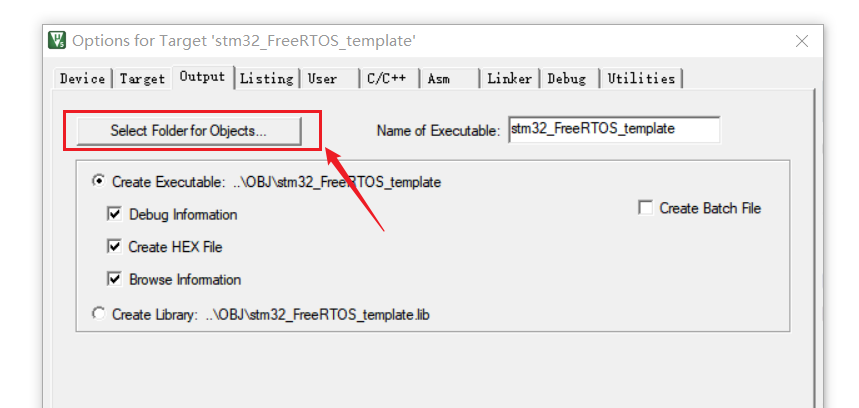 Options for Target 'stm32_FreeRTOS_template'
Device Target Output Listing User C/C++ Asm Linker Debug Utilities
Select Folder for Objects... Name of Executable: stm32_FreeRTOS_template
Create Executable: ..\OBJ\stm32_FreeRTOS_template
Debug Information Create Batch File
Create HEX File
Browse Information
Create Library: ..\OBJ\stm32_FreeRTOS_template.lib